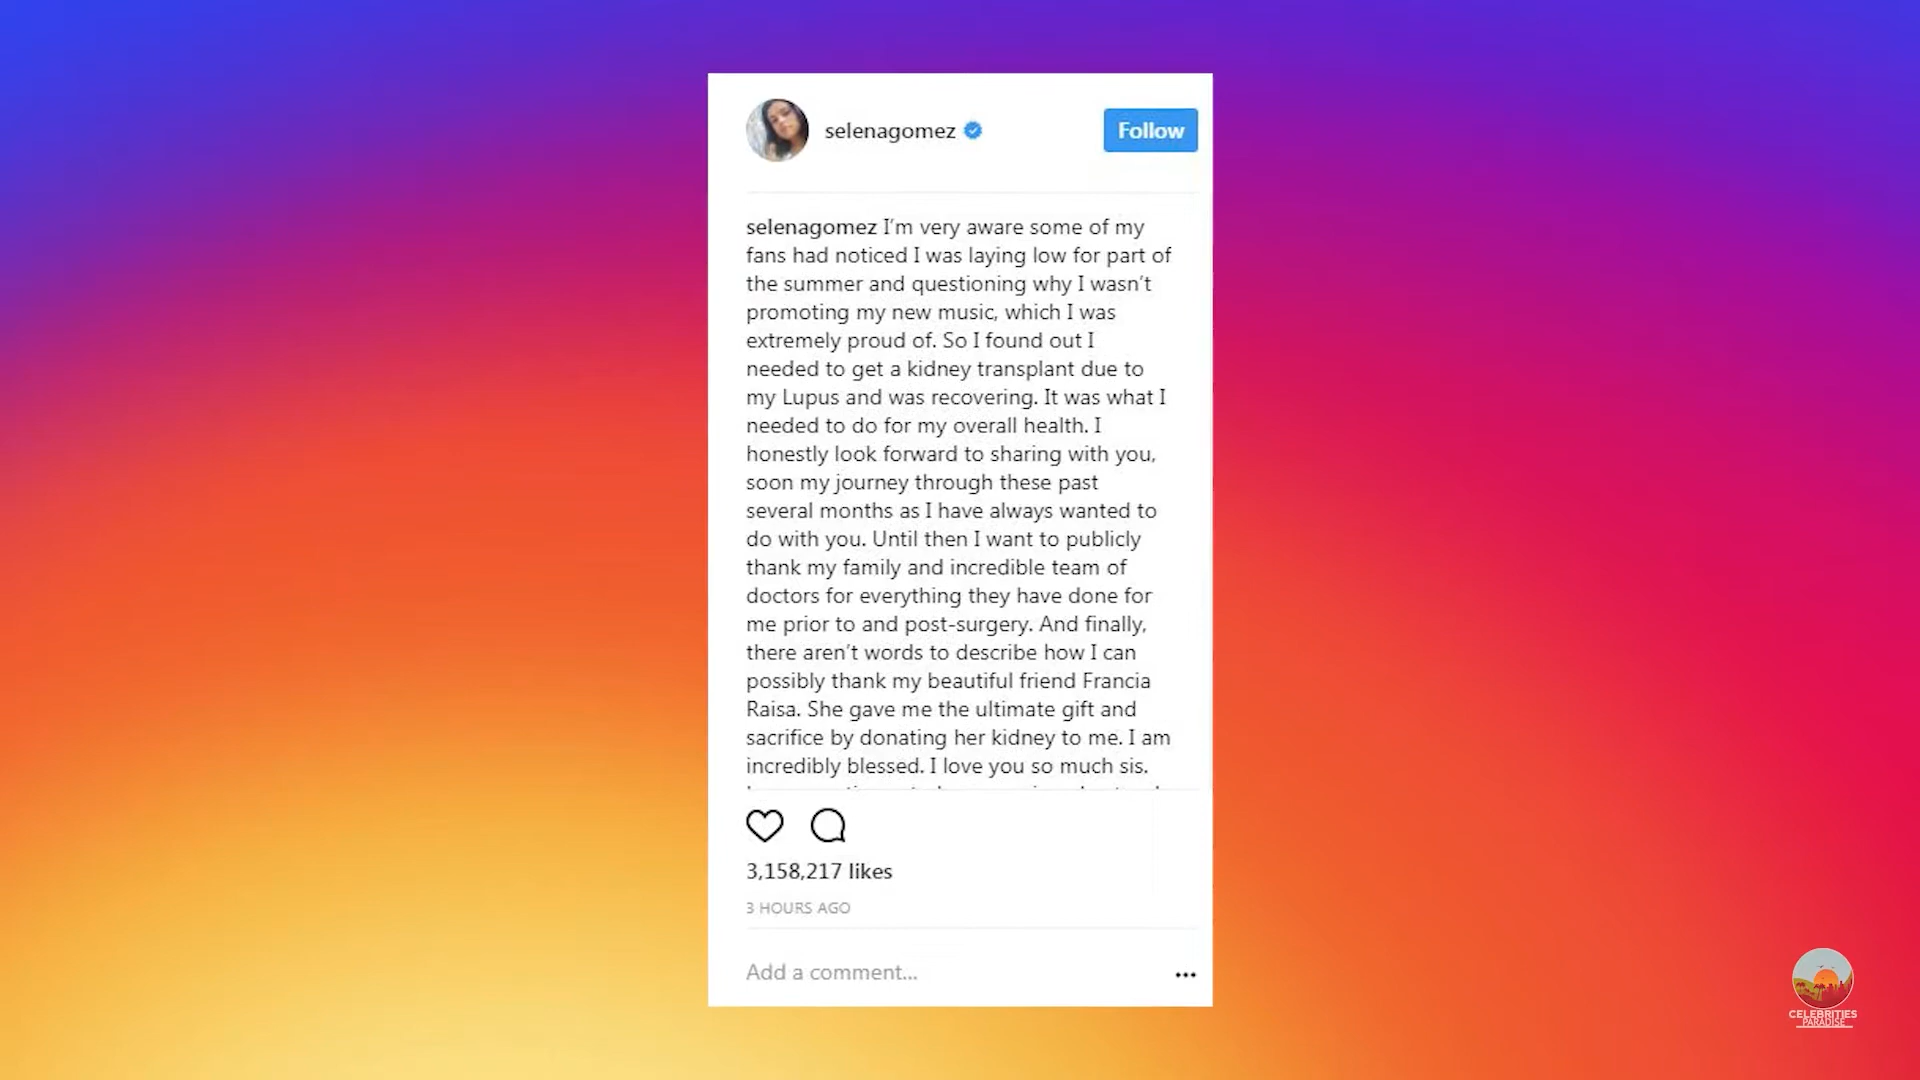 selenagomez
Follow
selenagomez I'm very aware some of my
fans had noticed I was laying low for part of
the summer and questioning why I wasn't
promoting my new music, which I was
extremely proud of. So I found out I
needed to get a kidney transplant due to
my Lupus and was recovering. It was what I
needed to do for my overall health. I
honestly look forward to sharing with you,
soon my journey through these past
several months as I have always wanted to
do with you. Until then I want to publicly
thank my family and incredible team of
doctors for everything they have done for
me prior to and post-surgery. And finally,
there aren't words to describe how I can
possibly thank my beautiful friend Francia
Raisa. She gave me the ultimate gift and
sacrifice by donating her kidney to me. I am
incredibly blessed. I love you so much sis.
3,158,217 likes
3 HOURS AGO
Add a comment...
CELEBRITIES
PARADISE